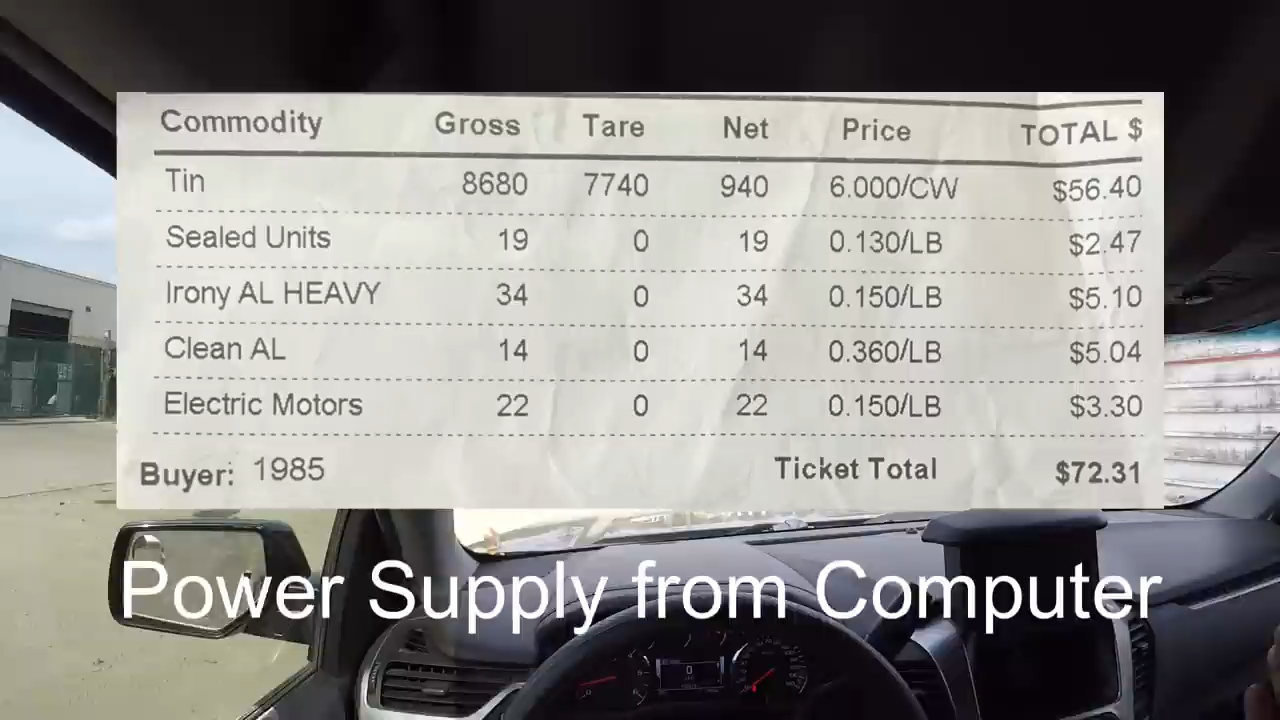 Commodity Gross Tare Net Price TOTAL $
Tin 8680 7740 940 6.000/CW $56.40
Sealed Units 19 0 19 0.130/LB $2.47
Irony AL HEAVY 34 0 34 0.150/LB $5.10
Clean AL 14 0 14 0.360/LB $5.04
Electric Motors 22 0 22 0.150/LB $3.30
Buyer: 1985 Ticket Total $72.31
Power Supply from Computer
0